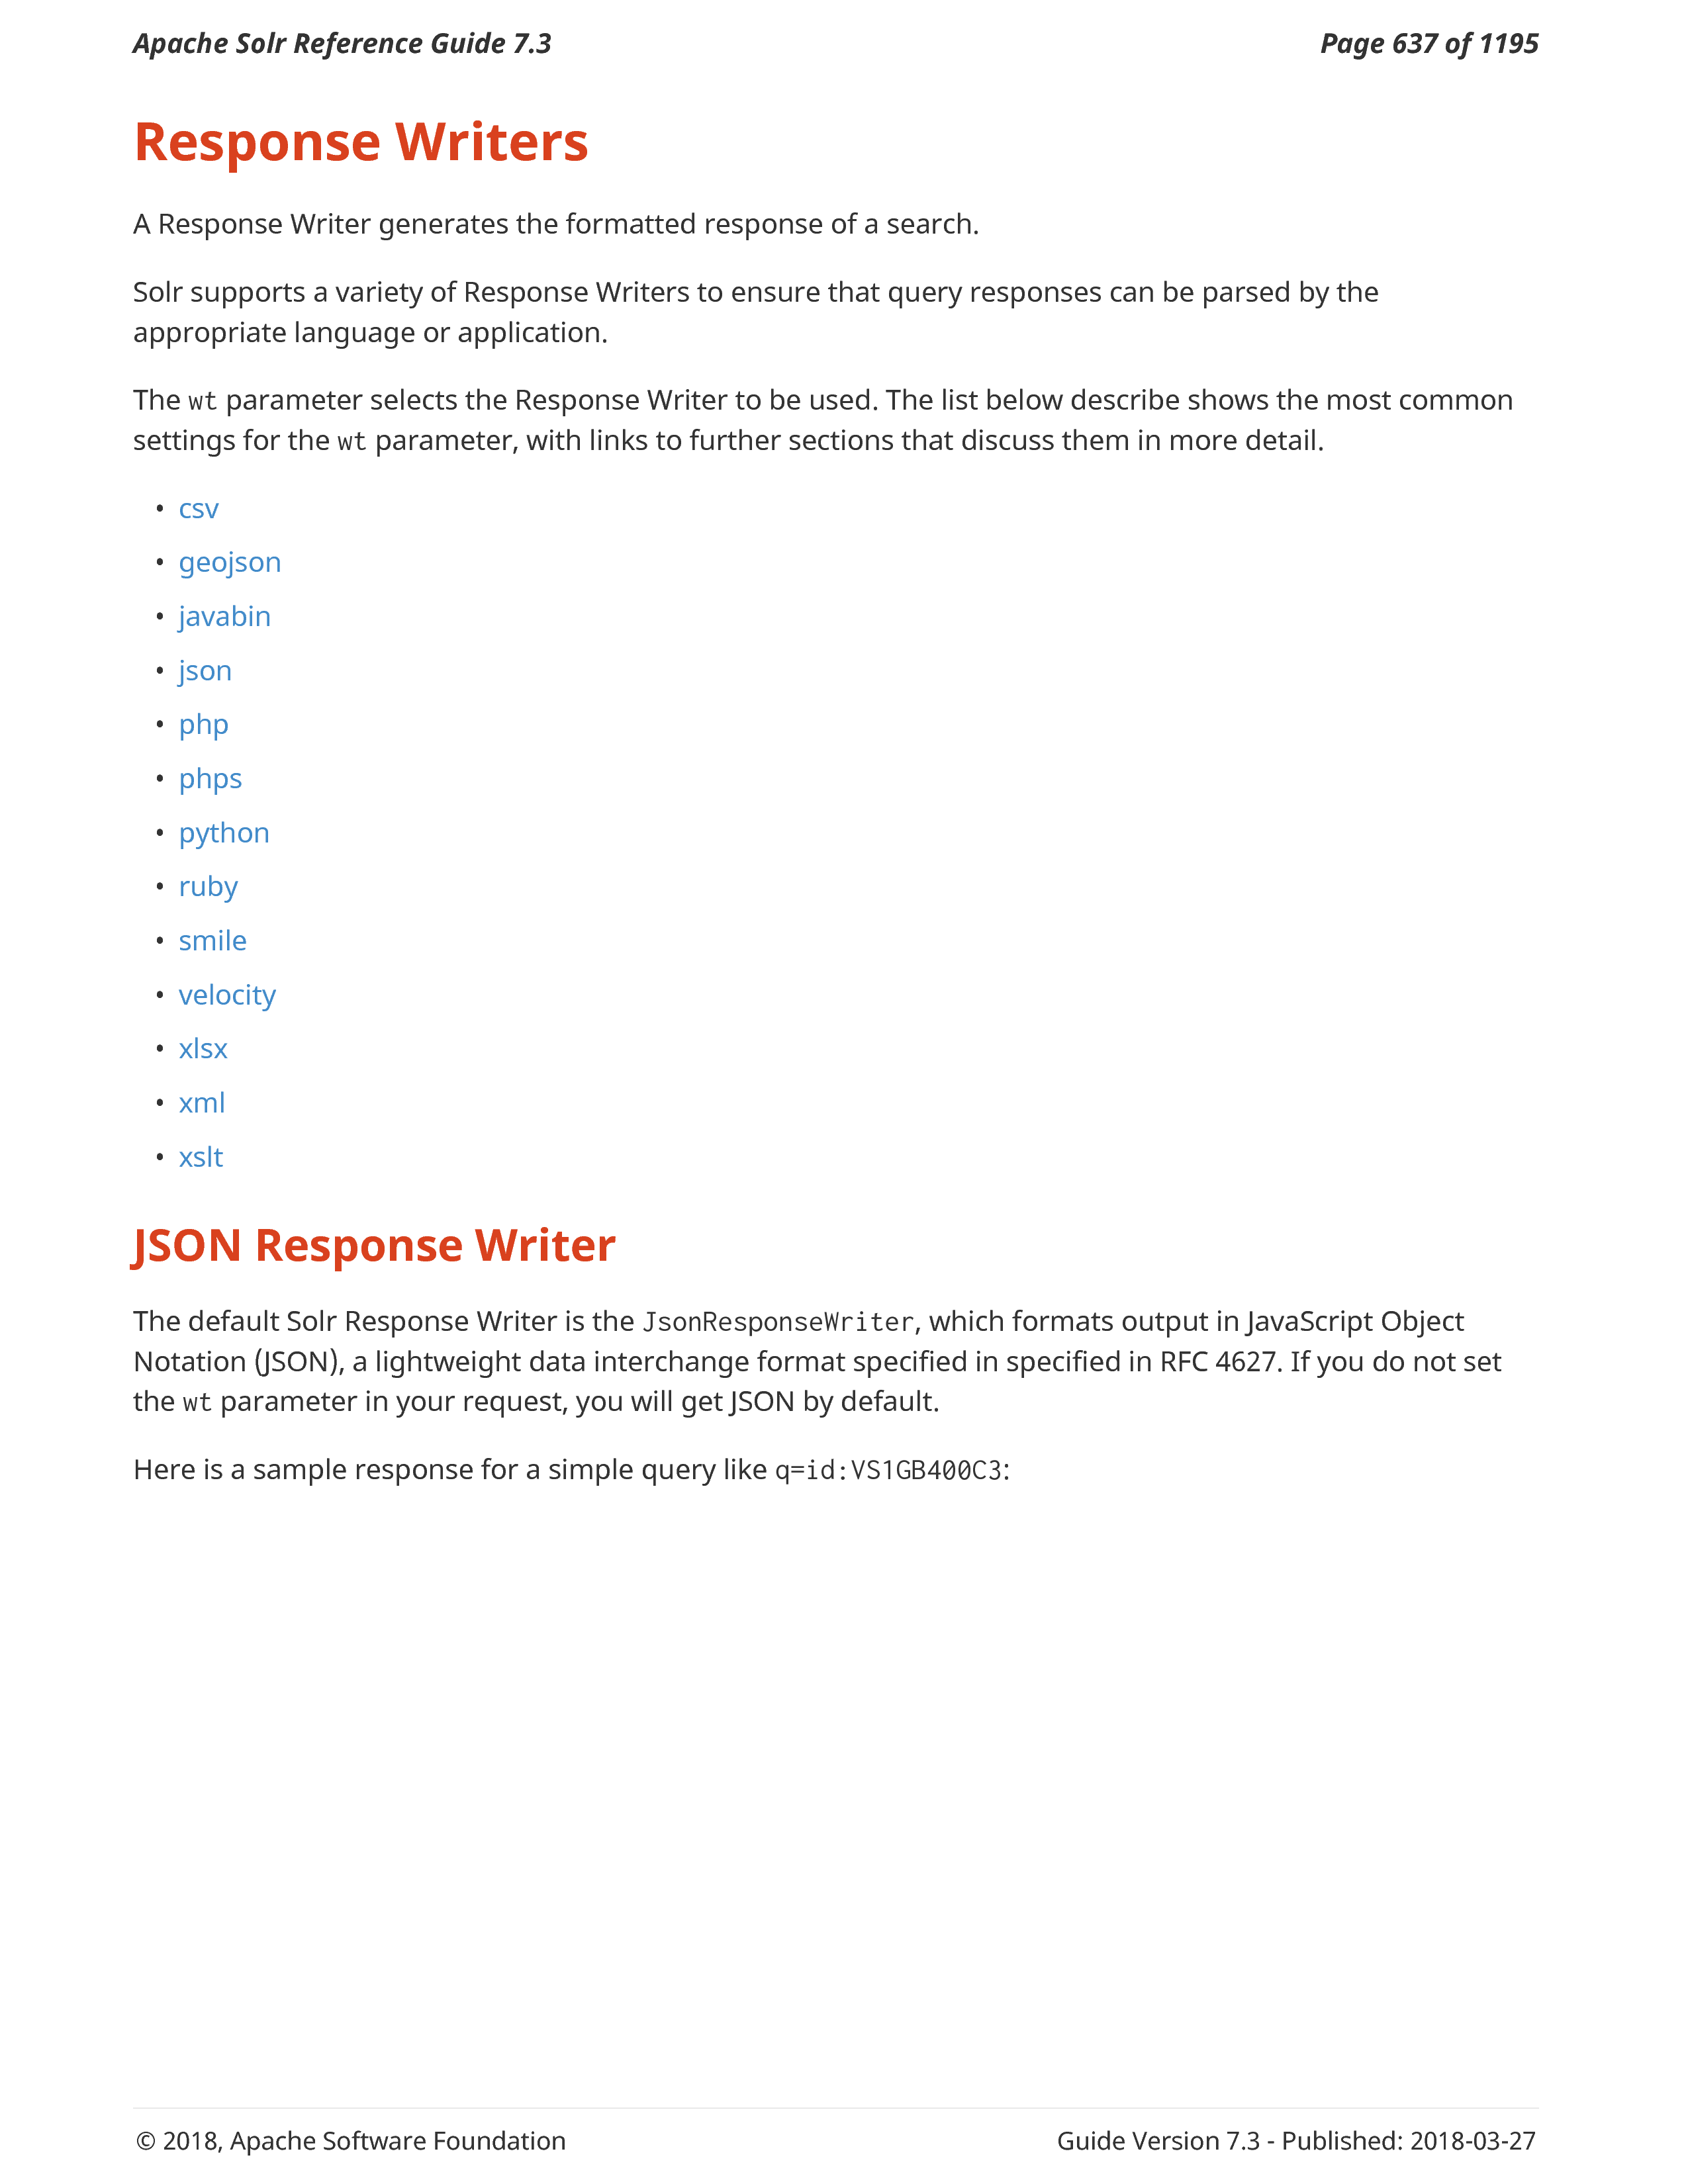 Apache Solr Reference Guide 7.3
Page 637 of 1195
Response Writers
A Response Writer generates the formatted response of a search.
Solr supports a variety of Response Writers to ensure that query responses can be parsed by the
appropriate language or application.
The wt parameter selects the Response Writer to be used. The list below describe shows the most common
settings for the wt parameter, with links to further sections that discuss them in more detail.
• csv
• geojson
• javabin
• json
• php
• phps
• python
• ruby
• smile
• velocity
• xlsx
• xml
• xslt
JSON Response Writer
The default Solr Response Writer is the JsonResponseWriter, which formats output in JavaScript Object
Notation (JSON), a lightweight data interchange format specified in specified in RFC 4627. If you do not set
the wt parameter in your request, you will get JSON by default.
Here is a sample response for a simple query like q=id:VS1GB400C3:
© 2018, Apache Software Foundation
Guide Version 7.3 - Published: 2018-03-27